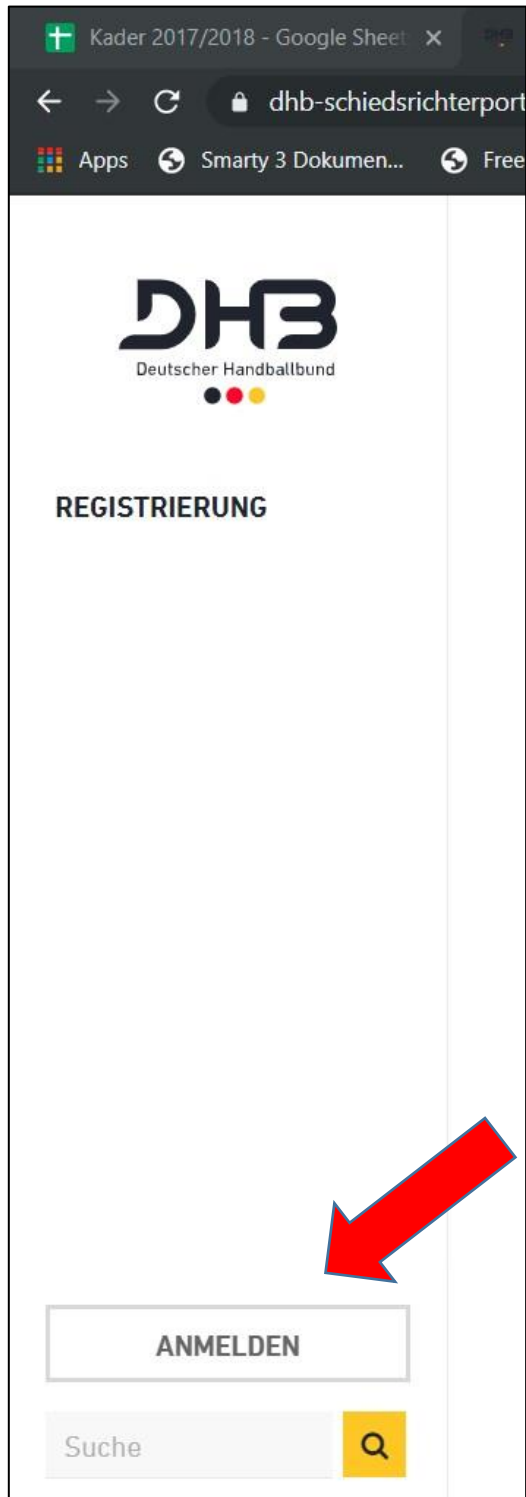 Kader 2017/2018 - Google Sheet
dhb-schiedsrichterport
Apps Smarty 3 Dokumen... Free
DHB
Deutscher Handballbund
REGISTRIERUNG
ANMELDEN
Suche